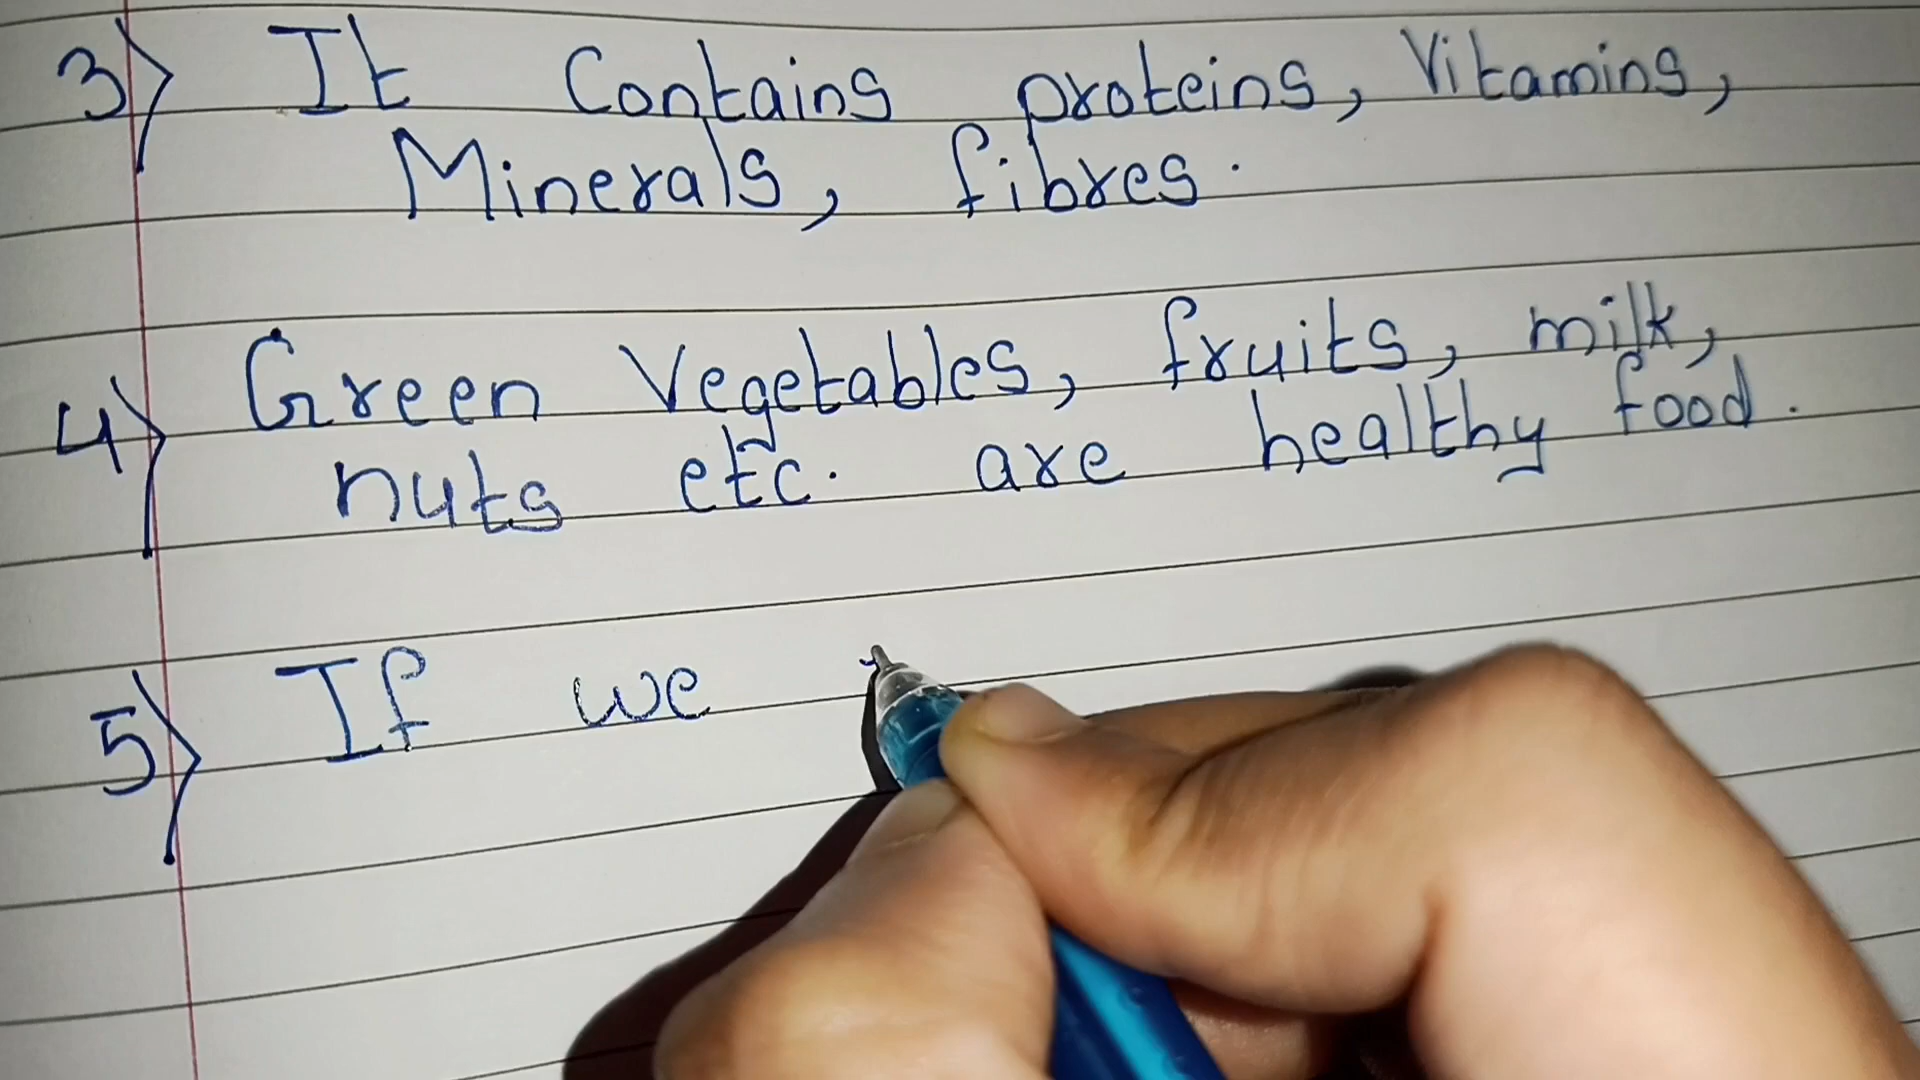 3) It Contains proteins, Vitamins,
Minerals, fibres.
4) Green Vegetables, fruits, milk,
nuts etc. are healthy food.
5) If we